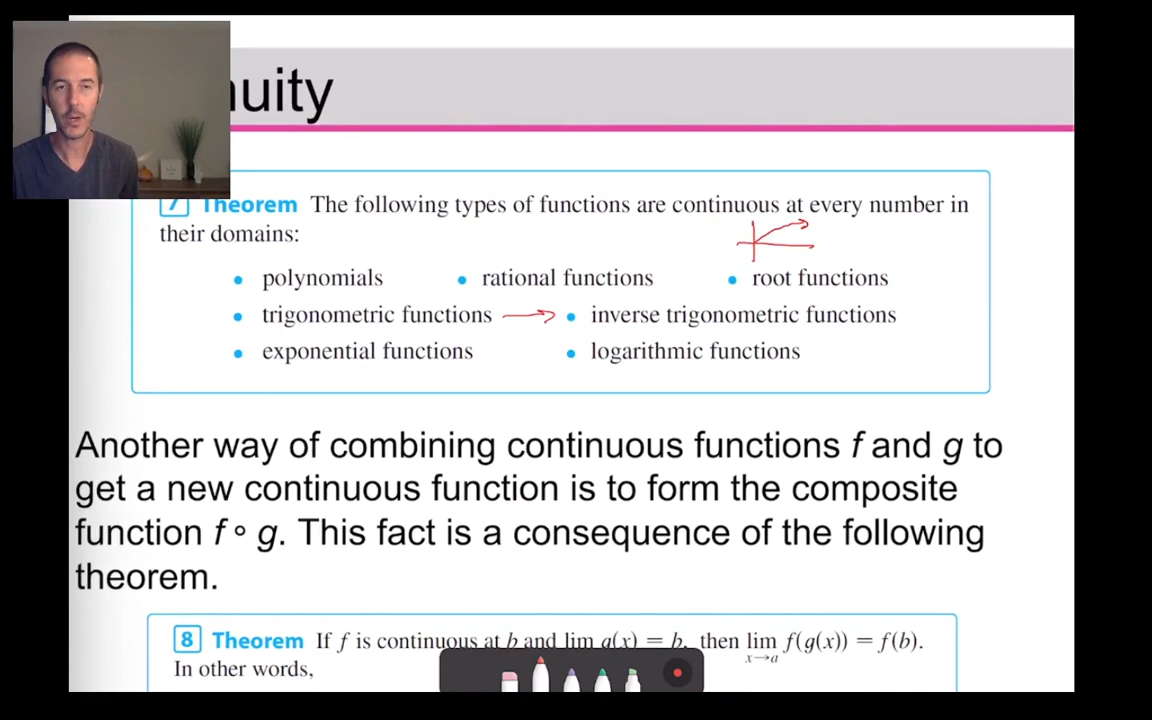 nuity
7 Theorem The following types of functions are continuous at every number in
their domains:
• polynomials • rational functions • root functions
• trigonometric functions • inverse trigonometric functions
• exponential functions • logarithmic functions
Another way of combining continuous functions f and g to
get a new continuous function is to form the composite
function f ∘ g. This fact is a consequence of the following
theorem.
8 Theorem If f is continuous at b and lim g(x) = b, then lim f(g(x)) = f(b).
x→a
In other words,